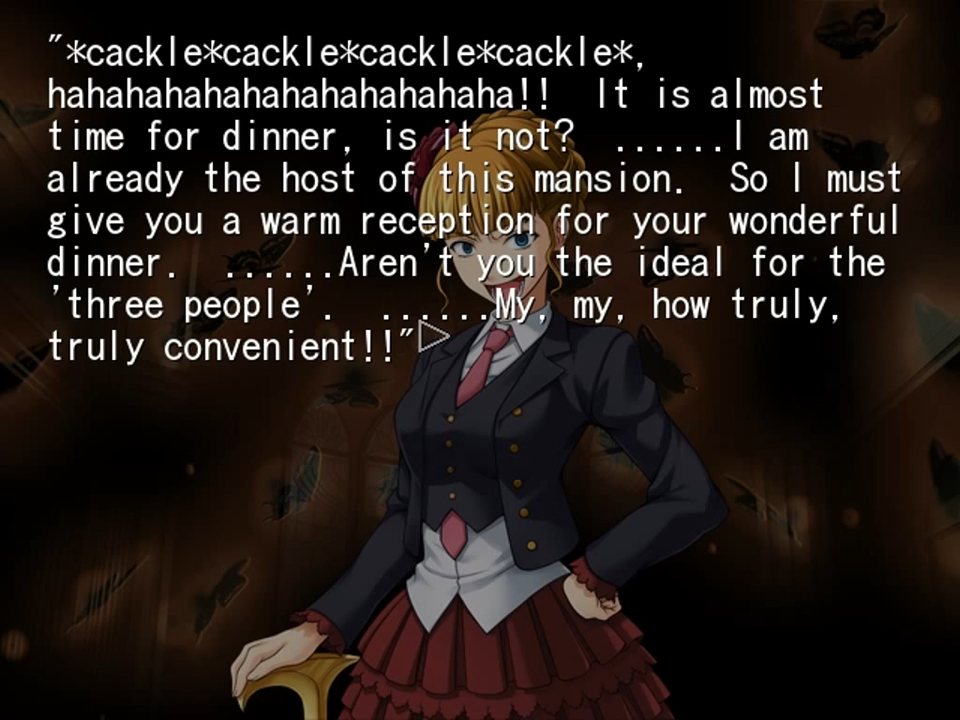 "*cackle*cackle*cackle*cackle*,
hahahahahahahahahahahaha!!  It is almost
time for dinner, is it not?  ......I am
already the host of this mansion.  So I must
give you a warm reception for your wonderful
dinner.  ......Aren't you the ideal for the
'three people'.  ......My, my, how truly,
truly convenient!!"